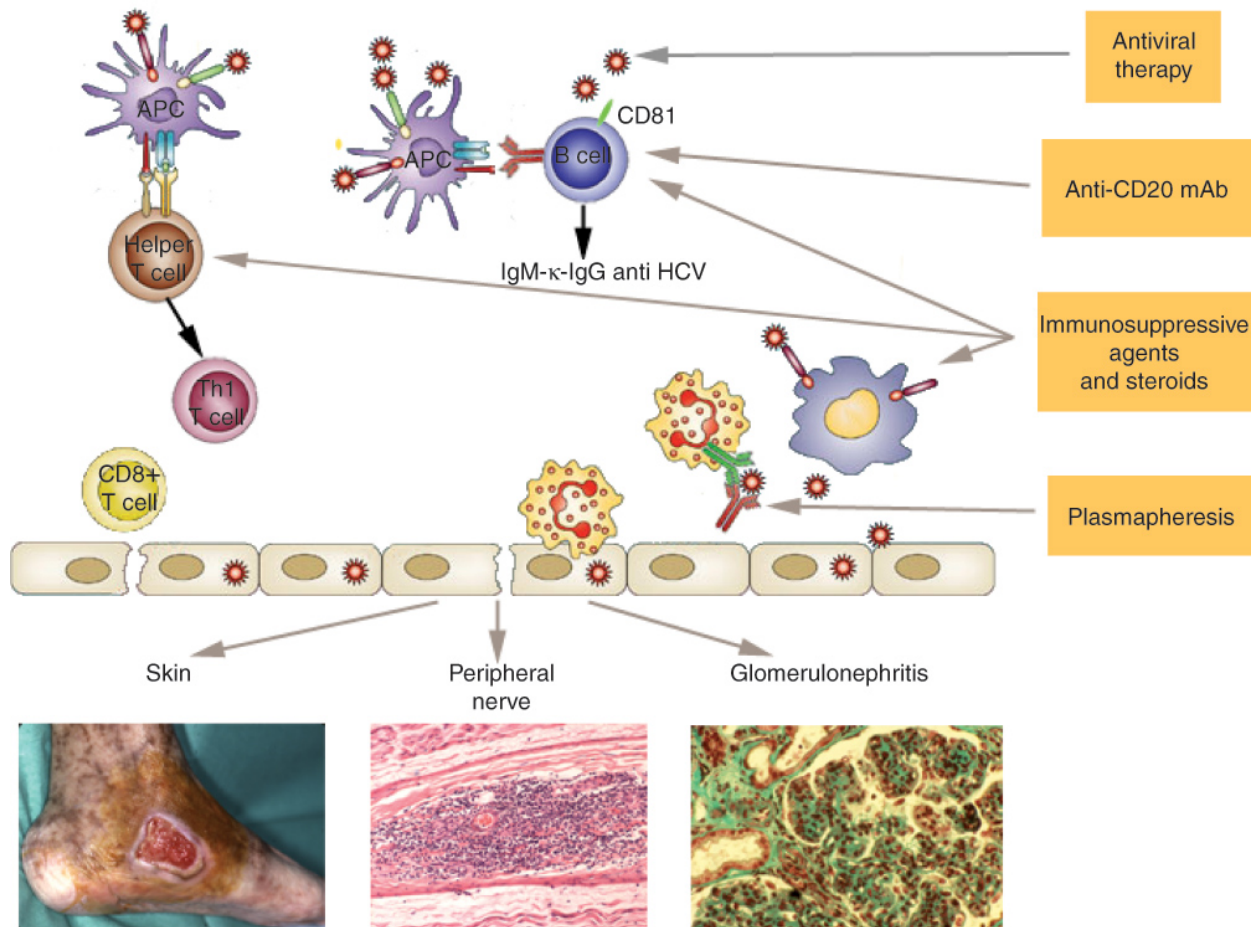 Antiviral
therapy
APC
CD81
APC
B cell
Anti-CD20 mAb
Helper
T cell
IgM-κ-IgG anti HCV
Immunosuppressive
agents
and steroids
Th1
T cell
CD8+
T cell
Plasmapheresis
Skin
Peripheral
nerve
Glomerulonephritis